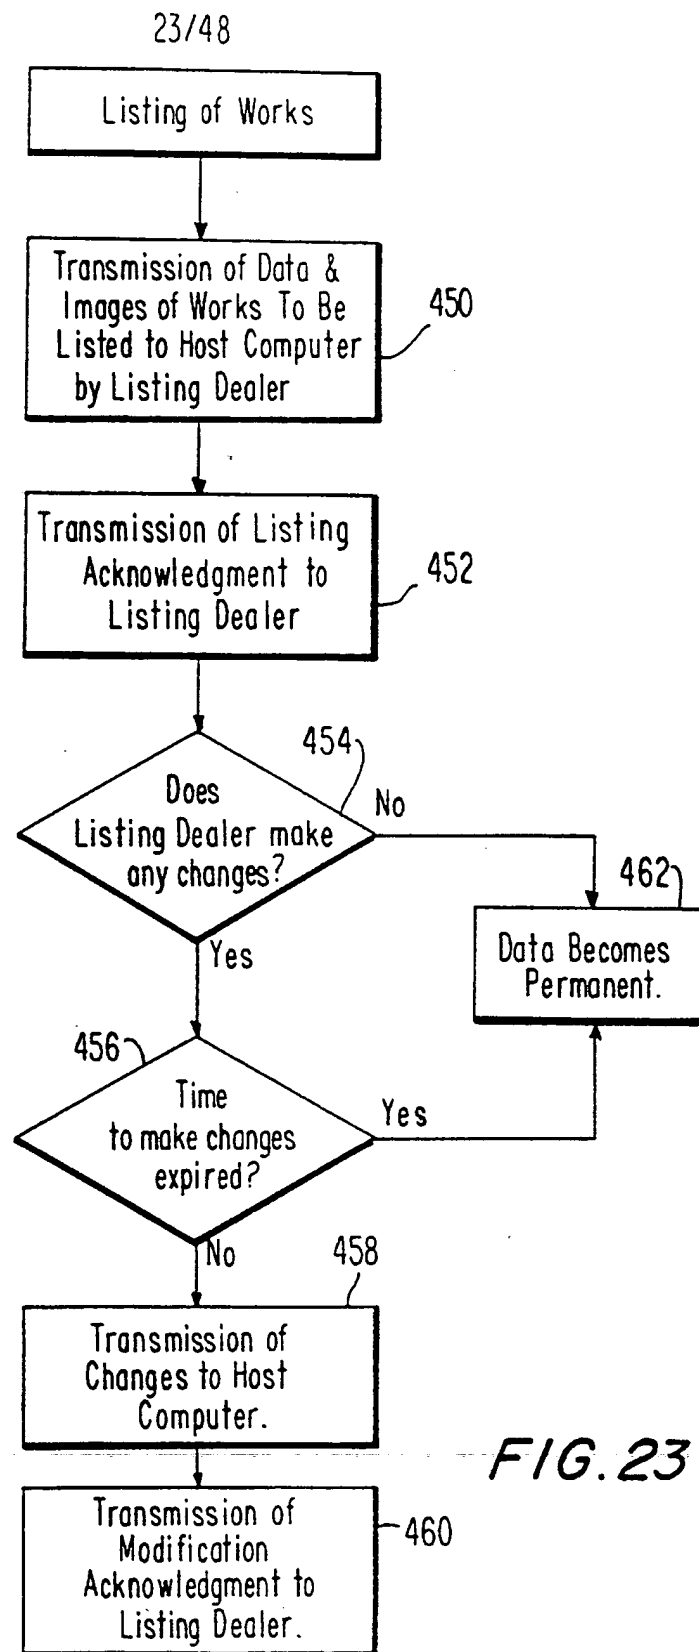 23/48
Listing of Works
Transmission of Data &
Images of Works To Be
Listed to Host Computer
by Listing Dealer
450
Transmission of Listing
Acknowledgment to
Listing Dealer
452
454
Does
Listing Dealer make
any changes?
No
Yes
462
Data Becomes
Permanent.
456
Time
to make changes
expired?
Yes
No
458
Transmission of
Changes to Host
Computer.
FIG. 23
Transmission of
Modification
Acknowledgment to
Listing Dealer.
460